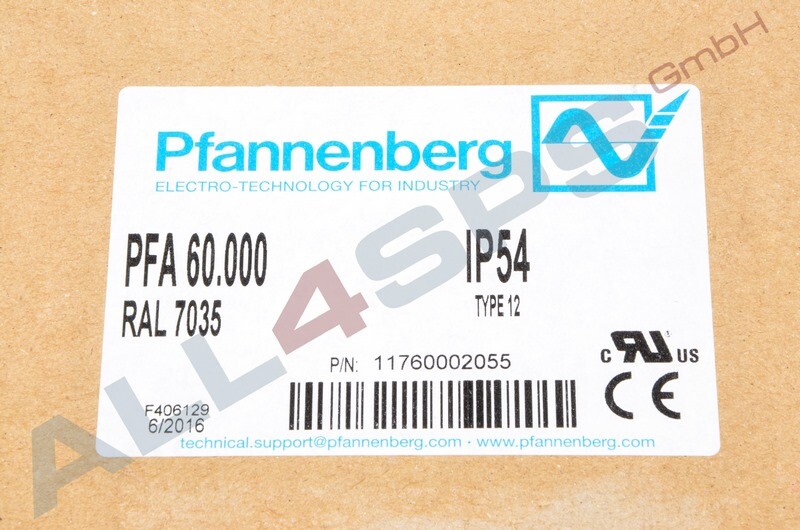 Pfannenberg
ELECTRO-TECHNOLOGY FOR INDUSTRY
PFA 60.000
IP54
RAL 7035
TYPE 12
P/N: 11760002055
C RU US
CE
F406129
6/2016
technical.support@pfannenberg.com · www.pfannenberg.com
ALL4SPS GmbH